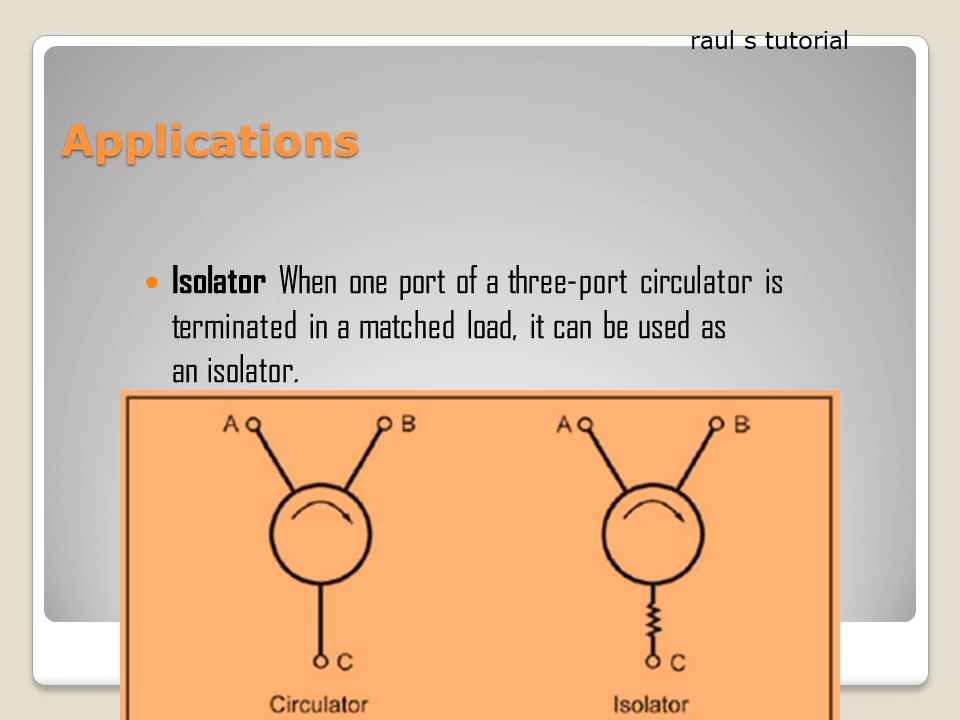 raul s tutorial
Applications
Isolator When one port of a three-port circulator is
terminated in a matched load, it can be used as
an isolator.
A B A B
C C
Circulator Isolator